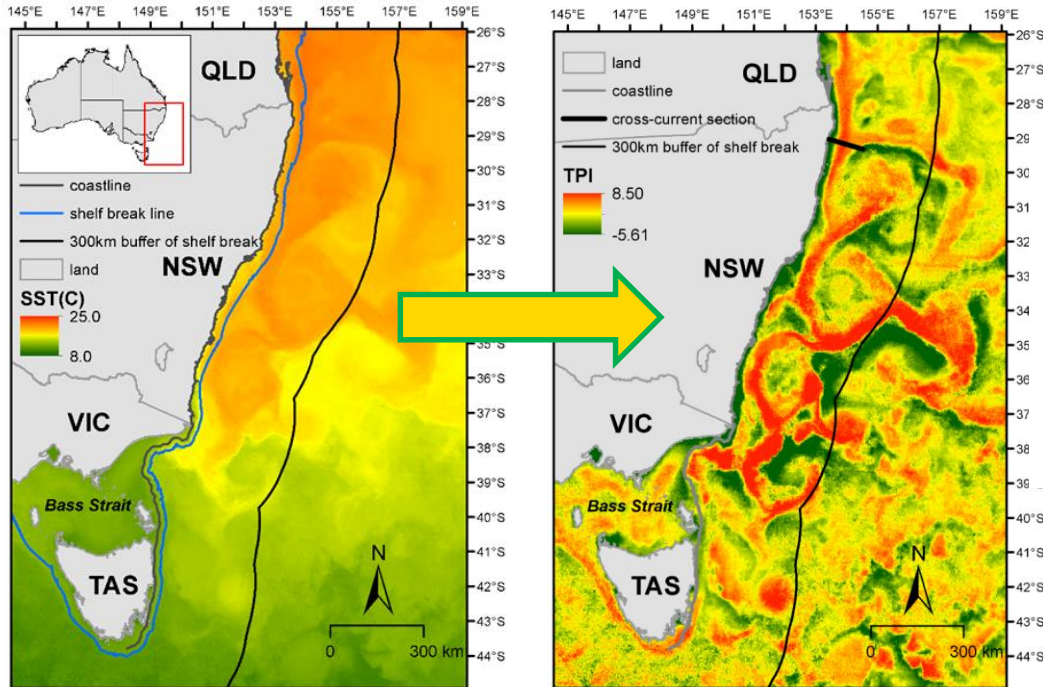 145°E 147°E 149°E 151°E 153°E 155°E 157°E 159°E
26°S
27°S
28°S
29°S
30°S
31°S
32°S
33°S
34°S
35°S
36°S
37°S
38°S
39°S
40°S
41°S
42°S
43°S
44°S
QLD
coastline
shelf break line
300km buffer of shelf break
land
NSW
SST(C)
25.0
8.0
VIC
Bass Strait
TAS
N
0 300 km
145°E 147°E 149°E 151°E 153°E 155°E 157°E 159°E
26°S
27°S
28°S
29°S
30°S
31°S
32°S
33°S
34°S
35°S
36°S
37°S
38°S
39°S
40°S
41°S
42°S
43°S
44°S
land
QLD
coastline
cross-current section
300km buffer of shelf break
TPI
8.50
-5.61
NSW
VIC
Bass Strait
TAS
N
0 300 km